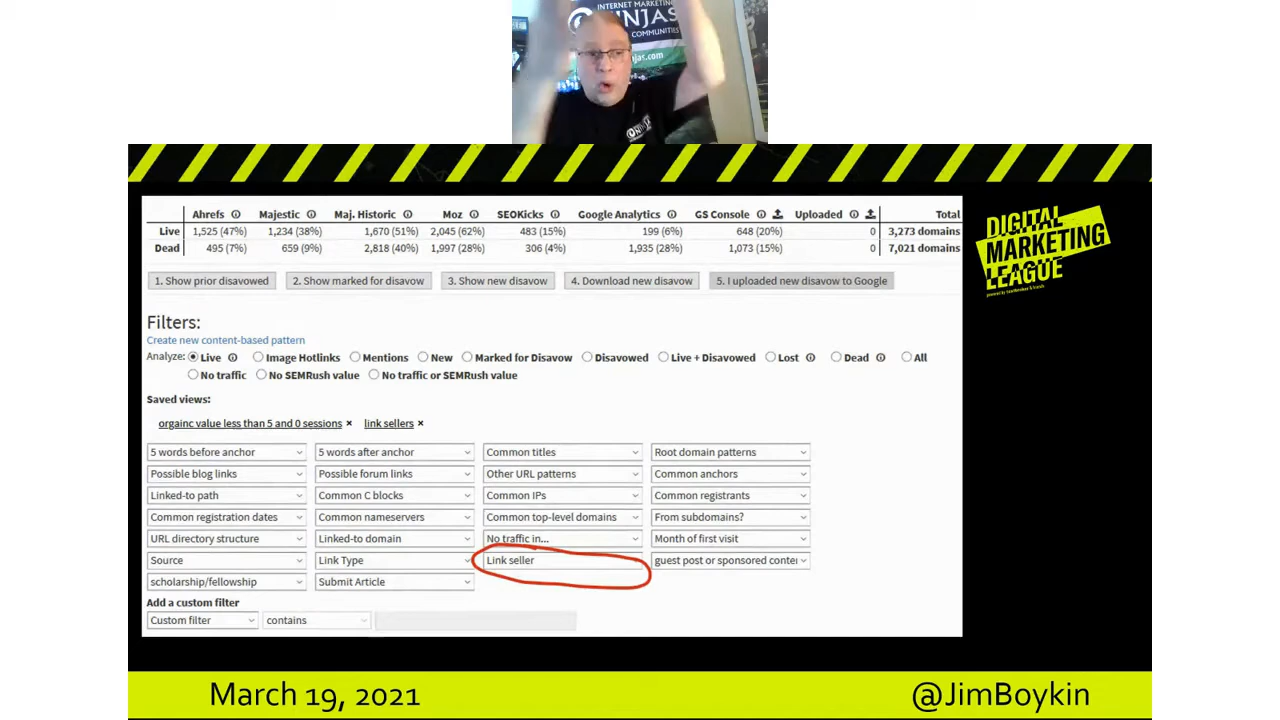 INTERNET MARKETING
NINJAS
COMMUNITIES
jas.com
Ahrefs Majestic Maj. Historic Moz SEOKicks Google Analytics GS Console Uploaded Total
Live 1,525 (47%) 1,234 (38%) 1,670 (51%) 2,045 (62%) 483 (15%) 199 (6%) 648 (20%) 0 3,273 domains
Dead 495 (7%) 659 (9%) 2,818 (40%) 1,997 (28%) 306 (4%) 1,935 (28%) 1,073 (15%) 0 7,021 domains
1. Show prior disavowed 2. Show marked for disavow 3. Show new disavow 4. Download new disavow 5. I uploaded new disavow to Google
Filters:
Create new content-based pattern
Analyze: Live Image Hotlinks Mentions New Marked for Disavow Disavowed Live + Disavowed Lost Dead All
No traffic No SEMRush value No traffic or SEMRush value
Saved views:
orgainc value less than 5 and 0 sessions × link sellers ×
5 words before anchor 5 words after anchor Common titles Root domain patterns
Possible blog links Possible forum links Other URL patterns Common anchors
Linked-to path Common C blocks Common IPs Common registrants
Common registration dates Common nameservers Common top-level domains From subdomains?
URL directory structure Linked-to domain No traffic in... Month of first visit
Source Link Type Link seller guest post or sponsored conte
scholarship/fellowship Submit Article
Add a custom filter
Custom filter contains
DIGITAL
MARKETING
LEAGUE
March 19, 2021
@JimBoykin